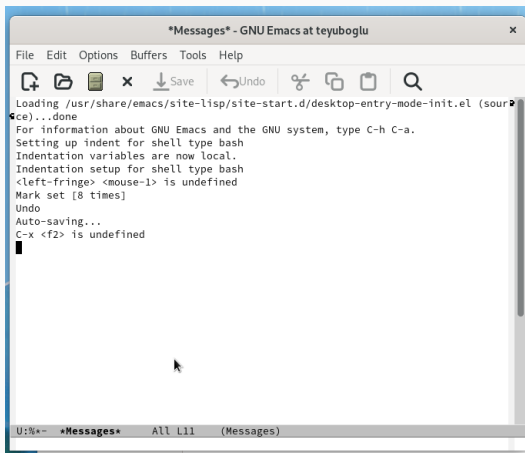 *Messages* - GNU Emacs at teyuboglu ×
File Edit Options Buffers Tools Help
Save Undo
Loading /usr/share/emacs/site-lisp/site-start.d/desktop-entry-mode-init.el (sour
ce)...done
For information about GNU Emacs and the GNU system, type C-h C-a.
Setting up indent for shell type bash
Indentation variables are now local.
Indentation setup for shell type bash
<left-fringe> <mouse-1> is undefined
Mark set [8 times]
Undo
Auto-saving...
C-x <f2> is undefined
U:%*- *Messages* All L11 (Messages)